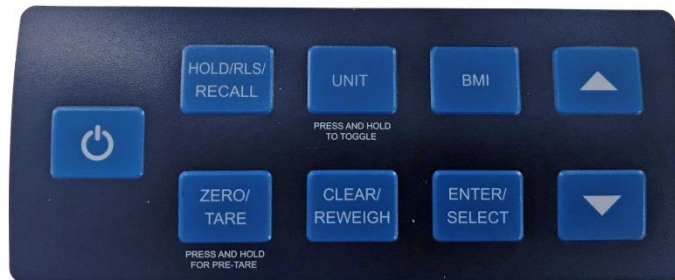 HOLD/RLS/
RECALL
UNIT
BMI
PRESS AND HOLD
TO TOGGLE
ZERO/
TARE
CLEAR/
REWEIGH
ENTER/
SELECT
PRESS AND HOLD
FOR PRE-TARE